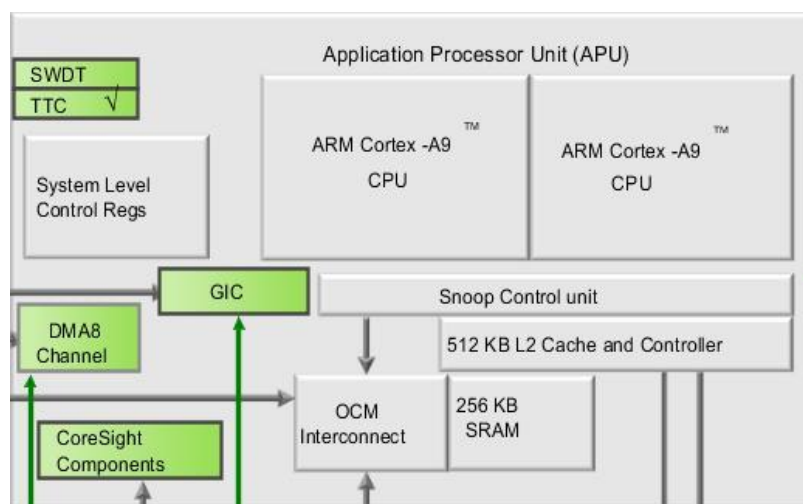 Application Processor Unit (APU)
SWDT
TTC √
ARM Cortex -A9 ™
CPU
ARM Cortex -A9 ™
CPU
System Level
Control Regs
GIC
Snoop Control unit
DMA8
Channel
512 KB L2 Cache and Controller
OCM
Interconnect
256 KB
SRAM
CoreSight
Components